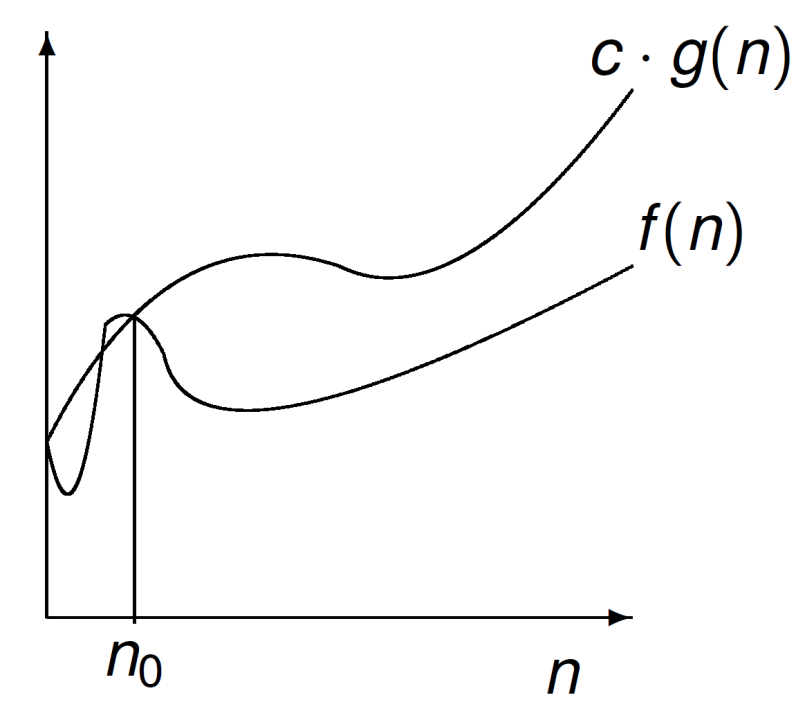 c · g(n)
f(n)
n₀
n